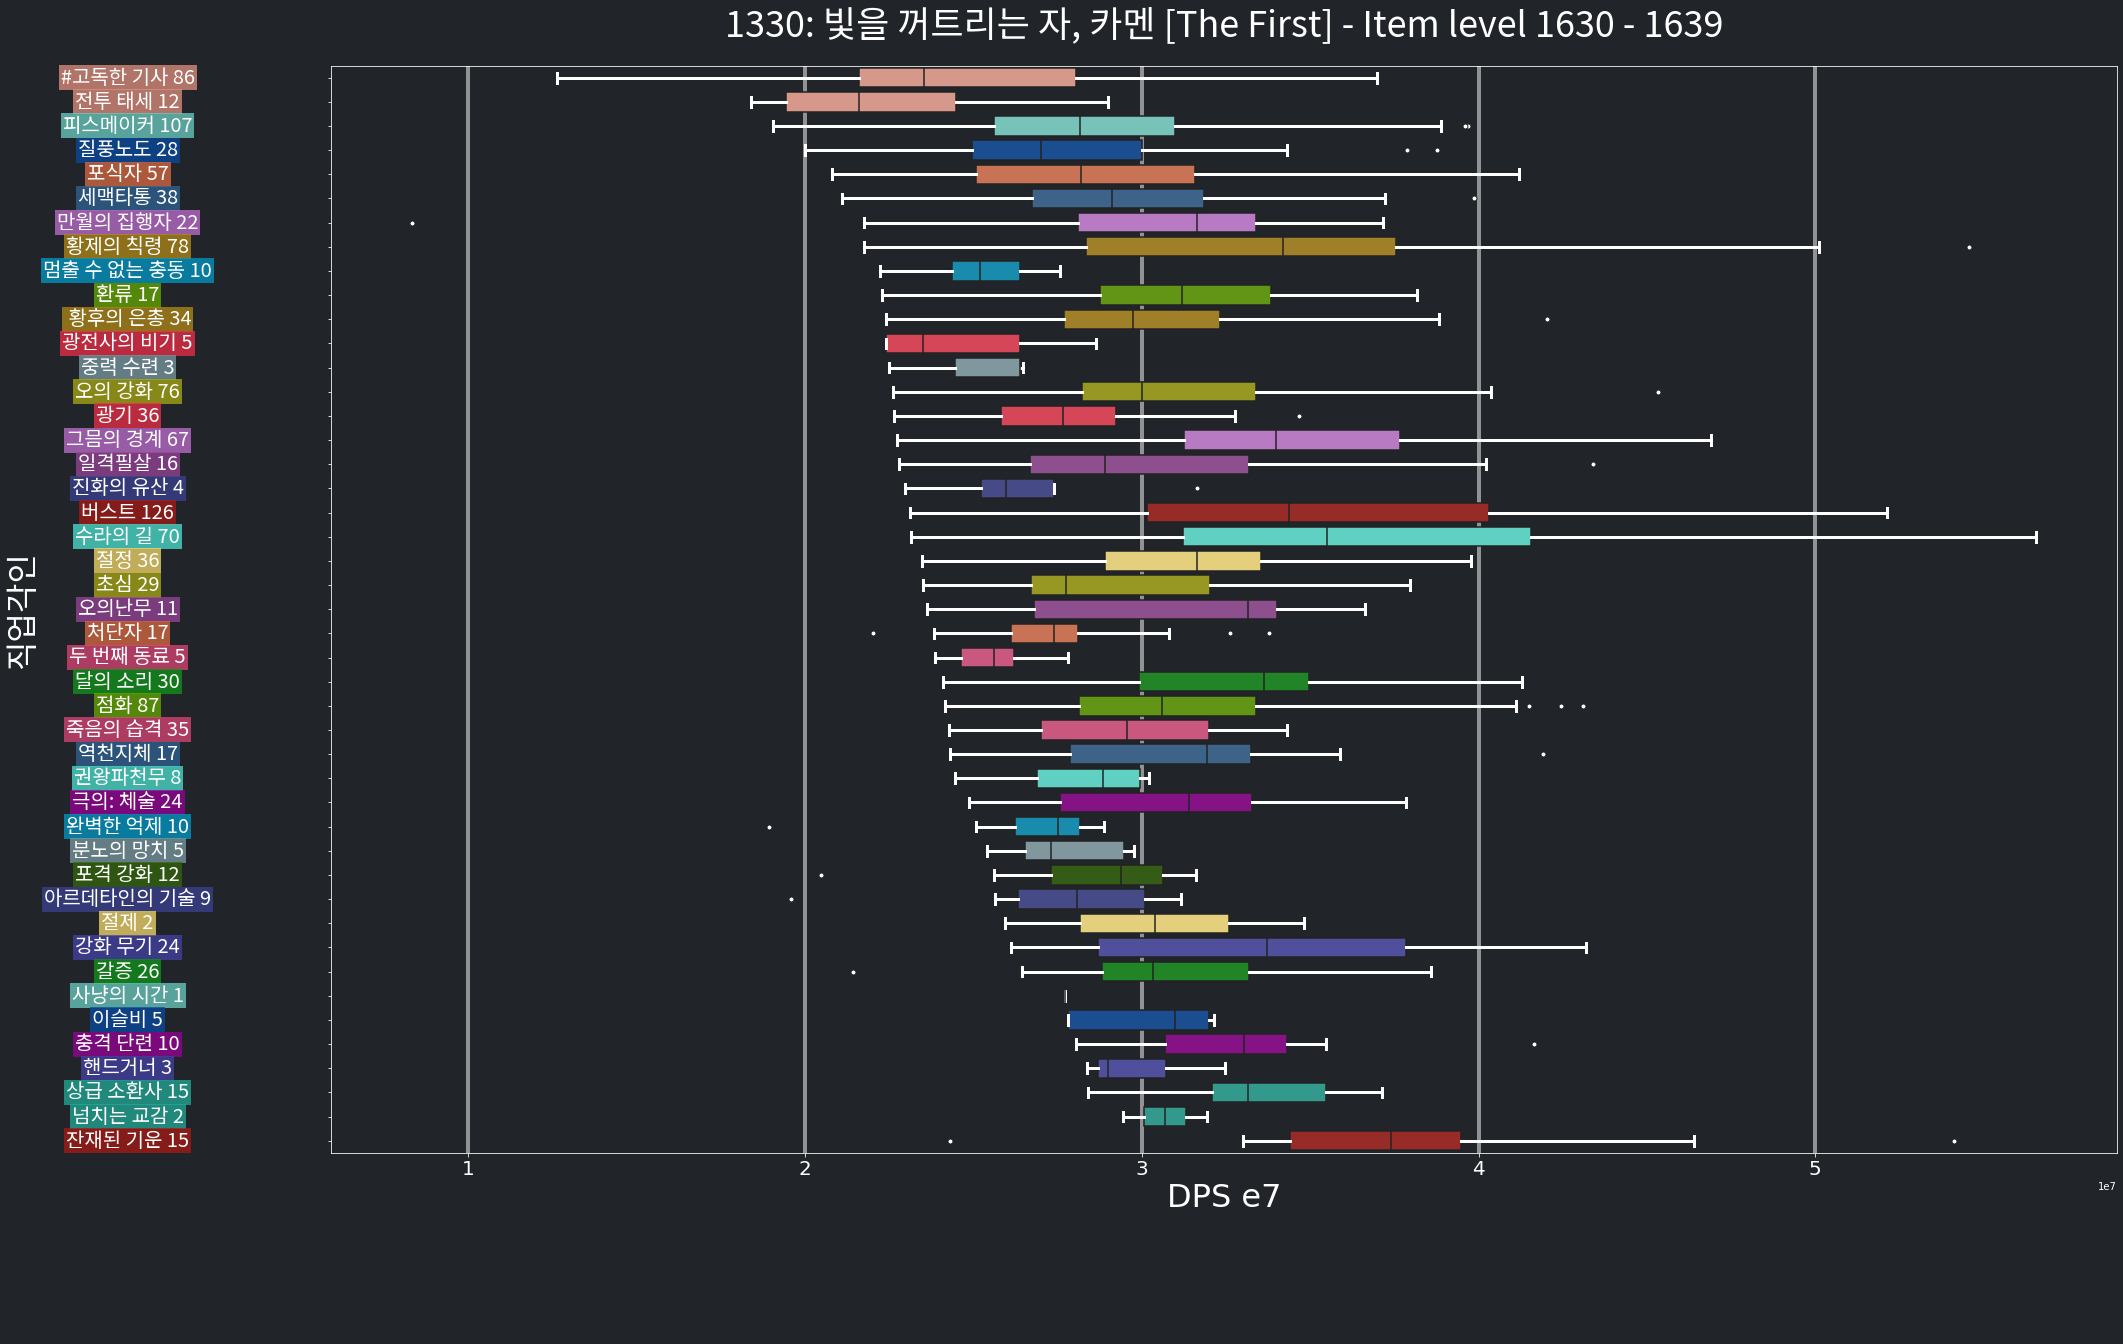 1330: 빛을 꺼트리는 자, 카멘 [The First] - Item level 1630 - 1639
#고독한 기사 86
전투 태세 12
피스메이커 107
질풍노도 28
포식자 57
세맥타통 38
만월의 집행자 22
황제의 칙령 78
멈출 수 없는 충동 10
환류 17
황후의 은총 34
광전사의 비기 5
중력 수련 3
오의 강화 76
광기 36
그믐의 경계 67
일격필살 16
진화의 유산 4
버스트 126
수라의 길 70
절정 36
초심 29
오의난무 11
처단자 17
두 번째 동료 5
달의 소리 30
점화 87
죽음의 습격 35
역천지체 17
권왕파천무 8
극의: 체술 24
완벽한 억제 10
분노의 망치 5
포격 강화 12
아르데타인의 기술 9
절제 2
강화 무기 24
갈증 26
사냥의 시간 1
이슬비 5
충격 단련 10
핸드거너 3
상급 소환사 15
넘치는 교감 2
잔재된 기운 15
직업각인
1 2 3 4 5
1e7
DPS e7